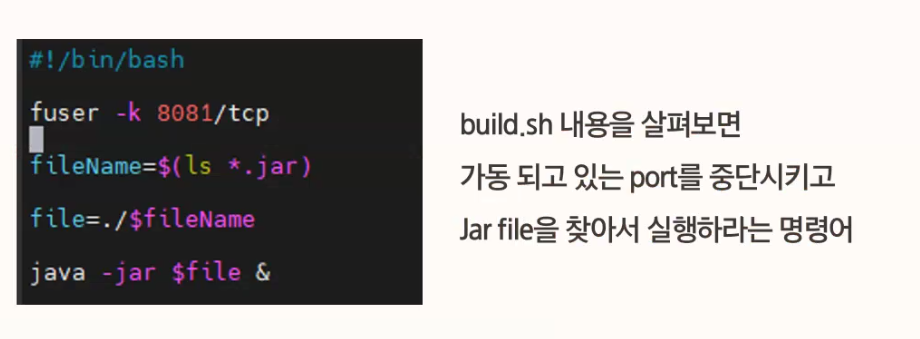 #!/bin/bash
fuser -k 8081/tcp
fileName=$(ls *.jar)
file=./$fileName
java -jar $file &
build.sh 내용을 살펴보면
가동 되고 있는 port를 중단시키고
Jar file을 찾아서 실행하라는 명령어